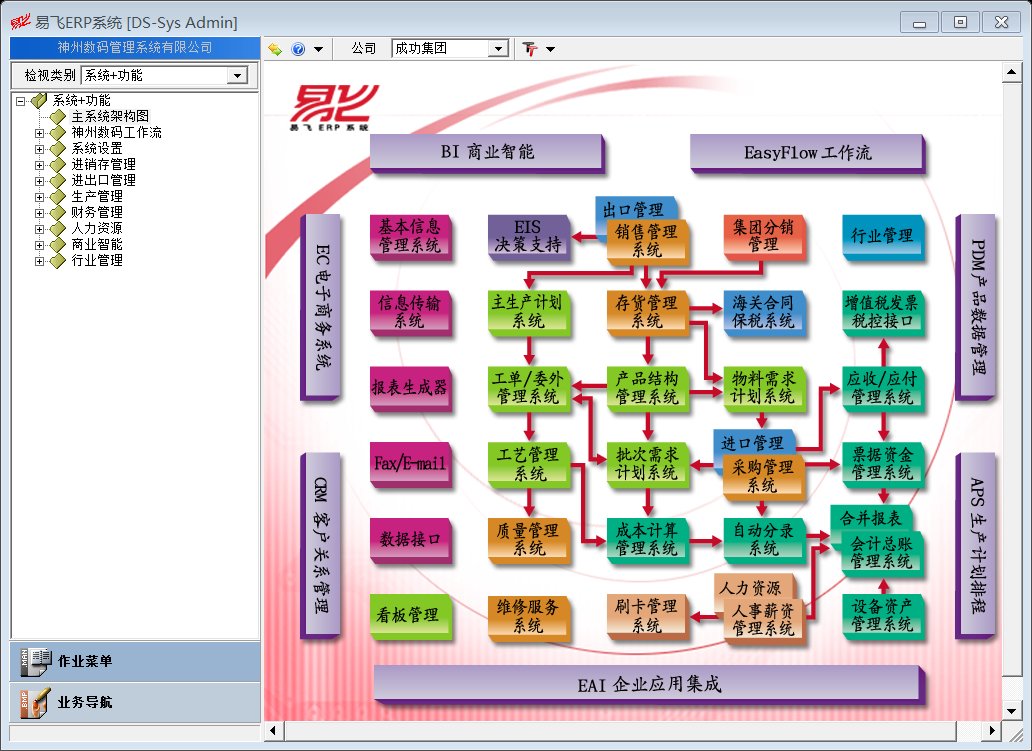 易飞ERP系统 [DS-Sys Admin]
神州数码管理系统有限公司
公司 成功集团
检视类别 系统+功能
系统+功能
主系统架构图
神州数码工作流
系统设置
进销存管理
进出口管理
生产管理
财务管理
人力资源
商业智能
行业管理
作业菜单
业务导航
易飞
易飞 ERP 系统
BI 商业智能
EasyFlow 工作流
EC 电子商务系统
CRM 客户关系管理
PDM 产品数据管理
APS 生产计划排程
基本信息
管理系统
EIS
决策支持
出口管理
销售管理
系统
集团分销
管理
行业管理
信息传输
系统
主生产计划
系统
存货管理
系统
海关合同
保税系统
增值税发票
税控接口
报表生成器
工单/委外
管理系统
产品结构
管理系统
物料需求
计划系统
应收/应付
管理系统
Fax/E-mail
工艺管理
系统
批次需求
计划系统
进口管理
采购管理
系统
票据资金
管理系统
数据接口
质量管理
系统
成本计算
管理系统
自动分录
系统
合并报表
会计总账
管理系统
看板管理
维修服务
系统
刷卡管理
系统
人力资源
人事薪资
管理系统
设备资产
管理系统
EAI 企业应用集成